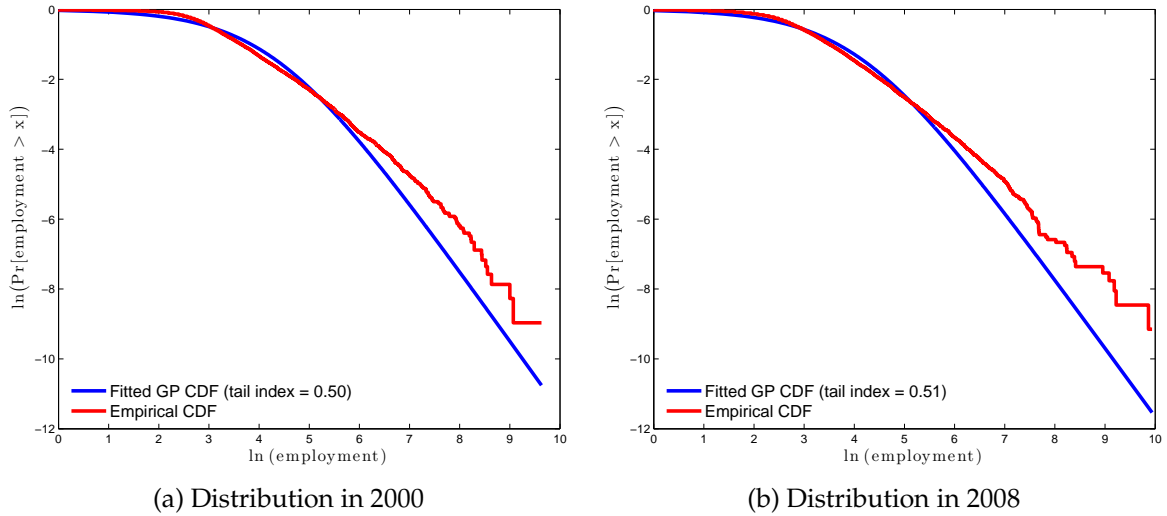 0
−2
−4
−6
−8
−10
−12
ln(Pr[employment > x])
Fitted GP CDF (tail index = 0.50)
Empirical CDF
0 1 2 3 4 5 6 7 8 9 10
ln (employment)
(a) Distribution in 2000
0
−2
−4
−6
−8
−10
−12
ln(Pr[employment > x])
Fitted GP CDF (tail index = 0.51)
Empirical CDF
0 1 2 3 4 5 6 7 8 9 10
ln (employment)
(b) Distribution in 2008